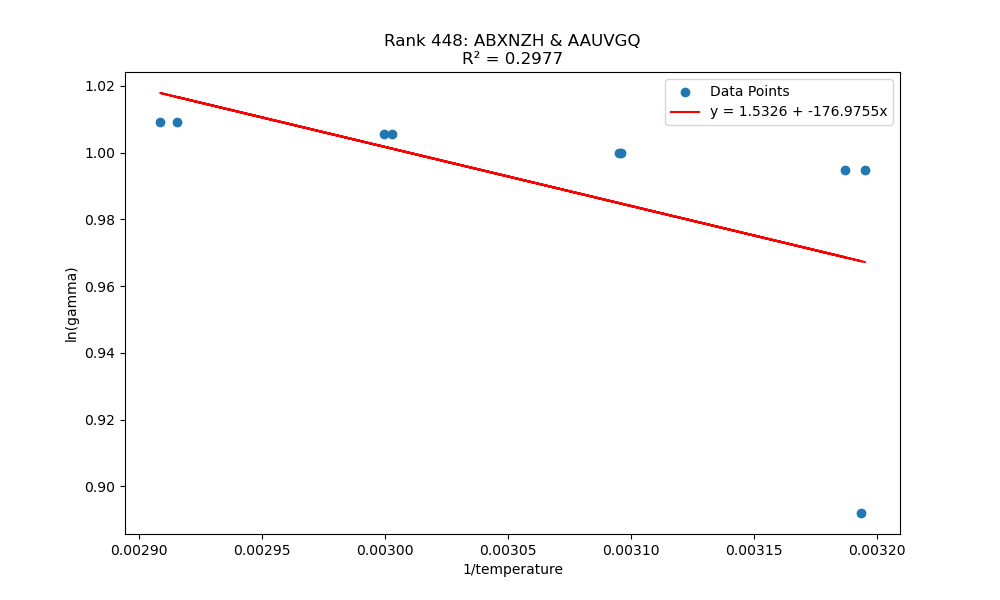 Rank 448: ABXNZH & AAUVGQ
R² = 0.2977
Data Points
y = 1.5326 + -176.9755x
1.02
1.00
0.98
0.96
0.94
0.92
0.90
ln(gamma)
0.00290 0.00295 0.00300 0.00305 0.00310 0.00315 0.00320
1/temperature